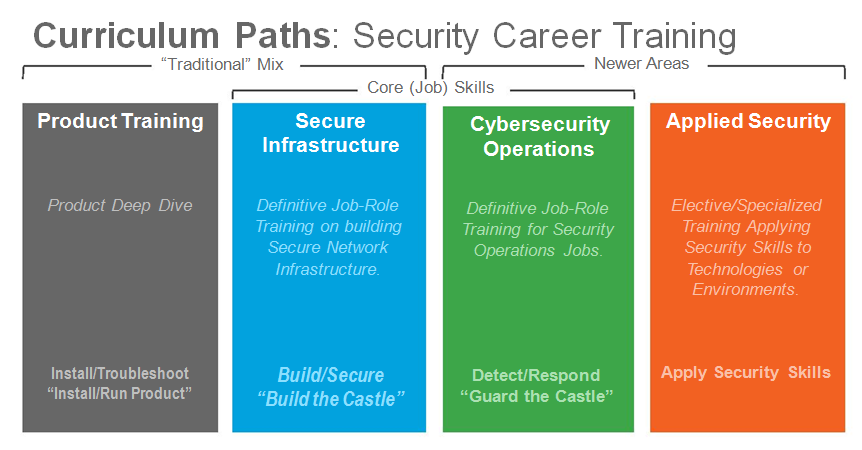 Curriculum Paths: Security Career Training
“Traditional” Mix
Newer Areas
Core (Job) Skills
Product Training
Product Deep Dive
Install/Troubleshoot
“Install/Run Product”
Secure
Infrastructure
Definitive Job-Role
Training on building
Secure Network
Infrastructure.
Build/Secure
“Build the Castle”
Cybersecurity
Operations
Definitive Job-Role
Training for Security
Operations Jobs.
Detect/Respond
“Guard the Castle”
Applied Security
Elective/Specialized
Training Applying
Security Skills to
Technologies or
Environments.
Apply Security Skills